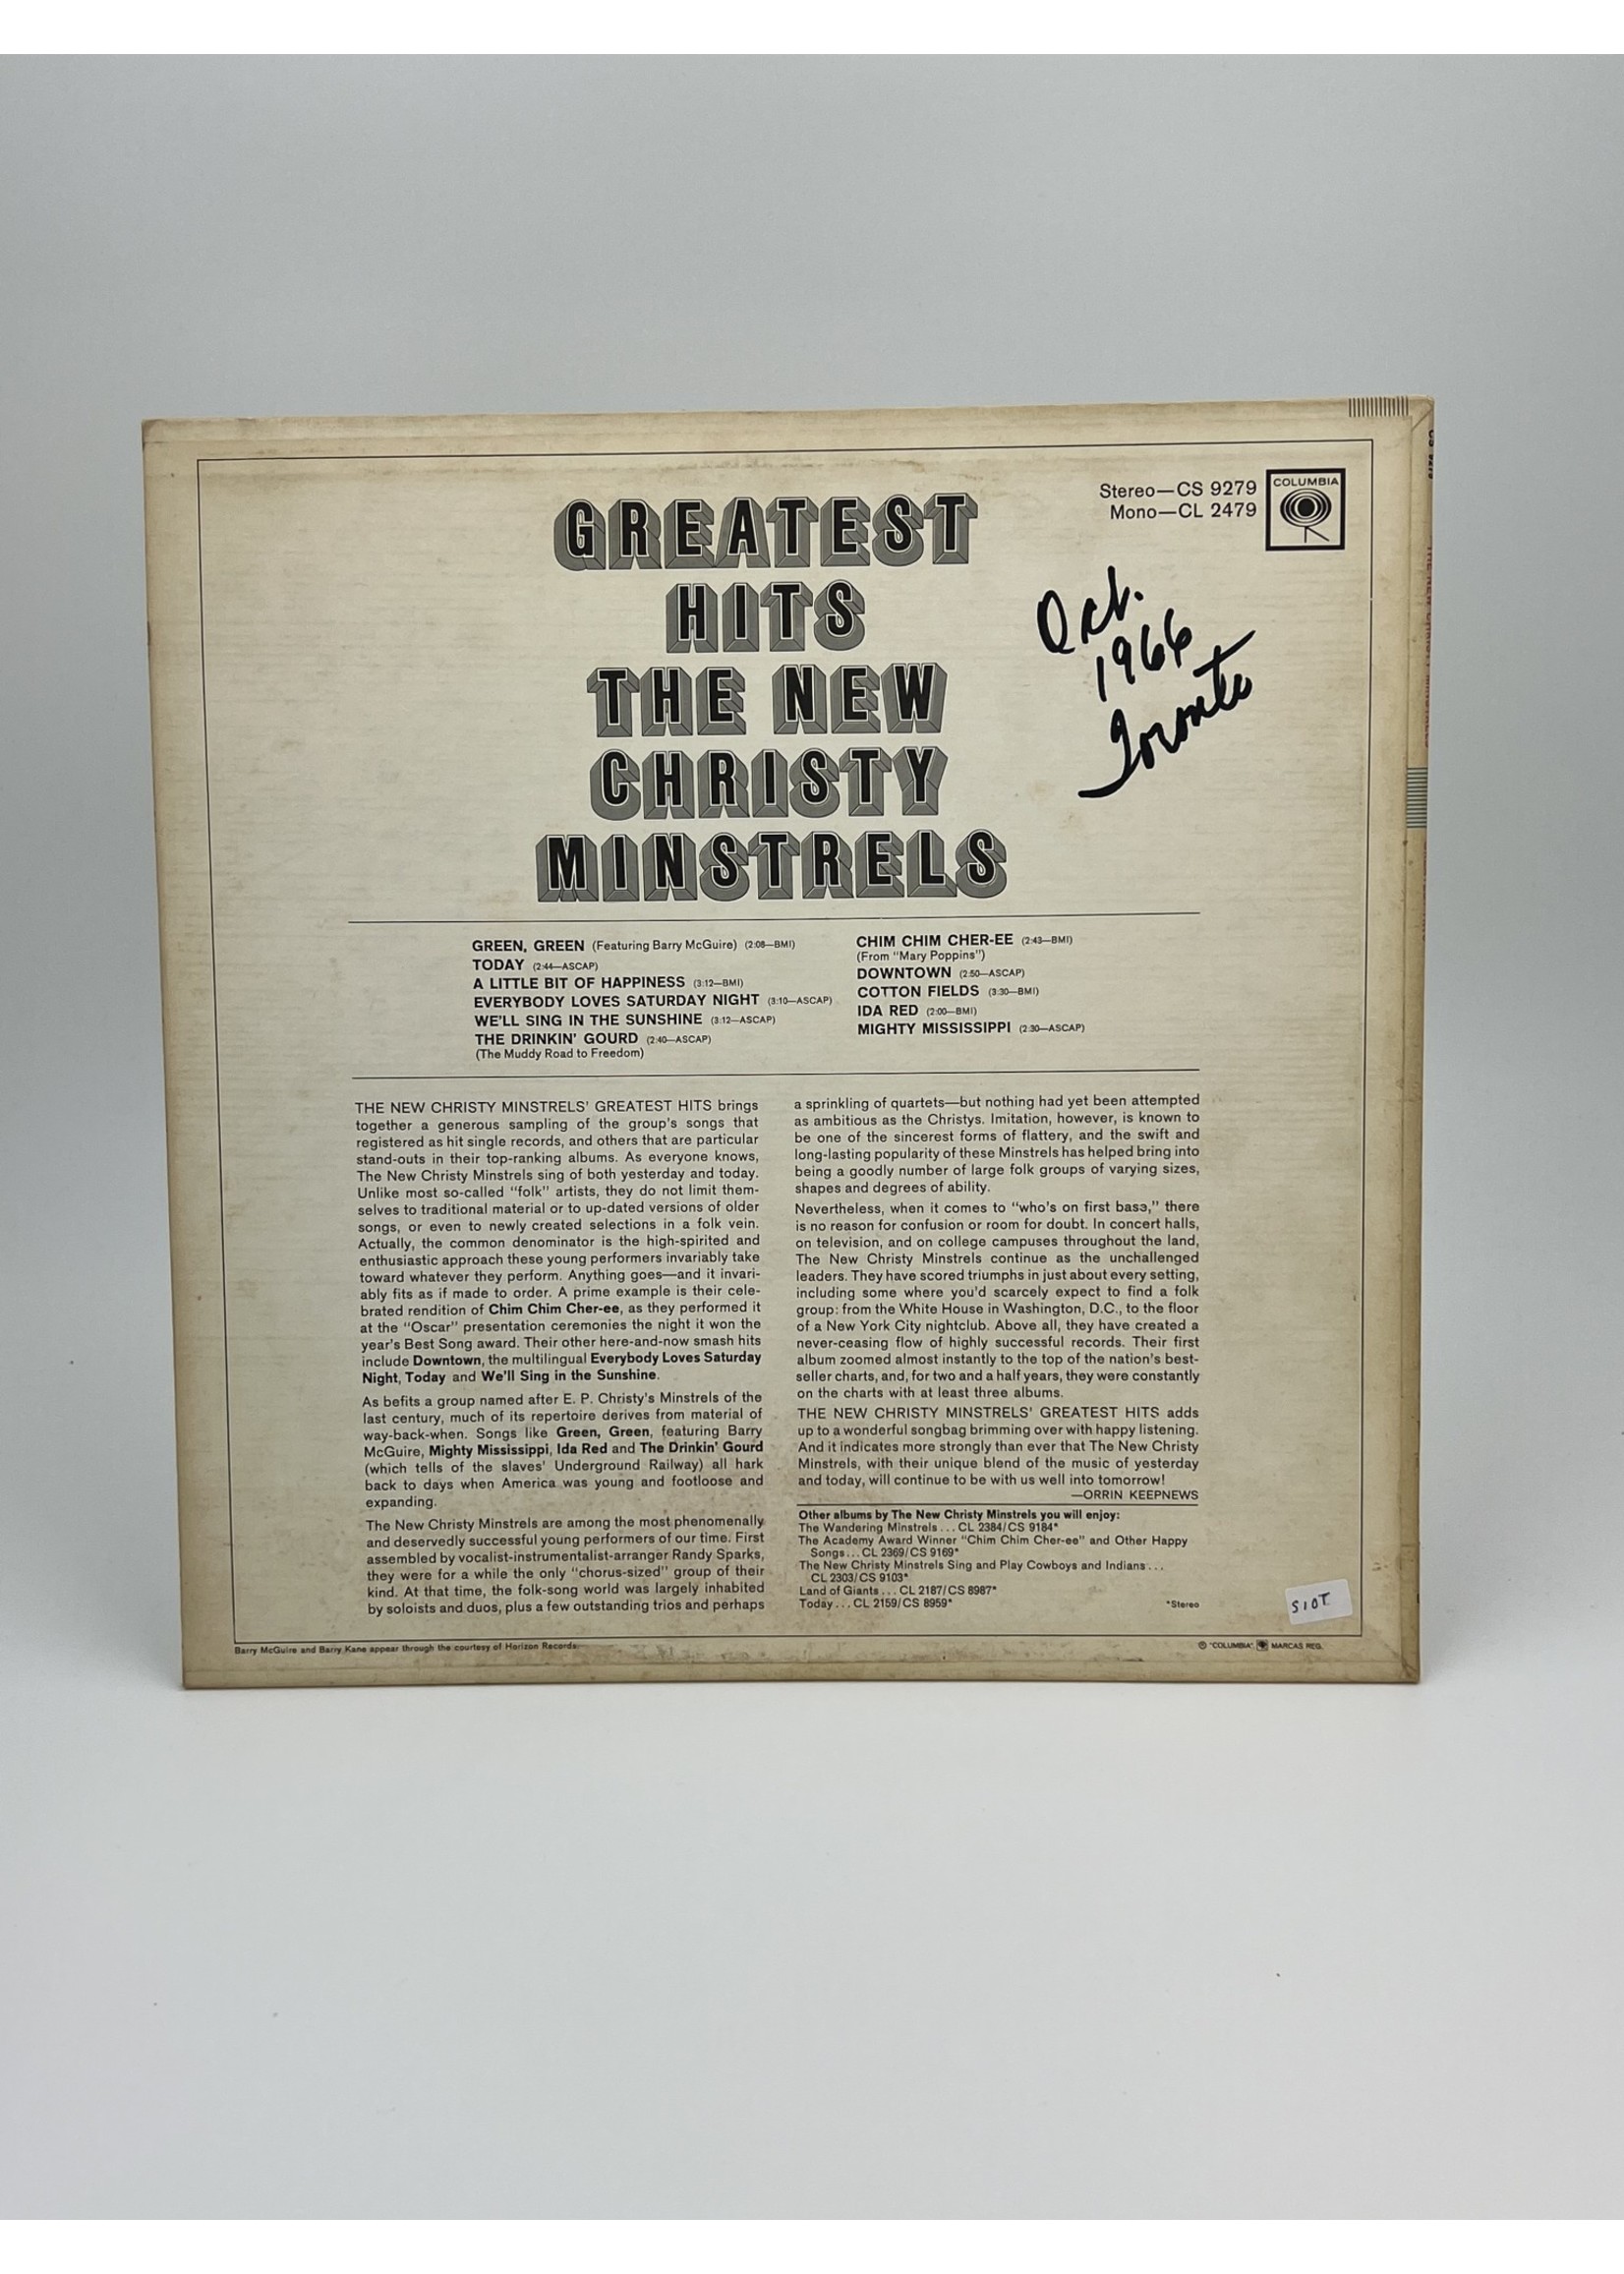 GREATEST
HITS
THE NEW
CHRISTY
MINSTRELS
Stereo—CS 9279
Mono—CL 2479
COLUMBIA
Oct.
1966
Toronto
GREEN, GREEN (Featuring Barry McGuire) (2:08—BMI)
TODAY (2:44—ASCAP)
A LITTLE BIT OF HAPPINESS (3:12—BMI)
EVERYBODY LOVES SATURDAY NIGHT (3:10—ASCAP)
WE'LL SING IN THE SUNSHINE (3:12—ASCAP)
THE DRINKIN' GOURD (2:40—ASCAP)
(The Muddy Road to Freedom)
CHIM CHIM CHER-EE (2:43—BMI)
(From "Mary Poppins")
DOWNTOWN (2:50—ASCAP)
COTTON FIELDS (3:30—BMI)
IDA RED (2:00—BMI)
MIGHTY MISSISSIPPI (2:30—ASCAP)
THE NEW CHRISTY MINSTRELS' GREATEST HITS brings
together a generous sampling of the group's songs that
registered as hit single records, and others that are particular
stand-outs in their top-ranking albums. As everyone knows,
The New Christy Minstrels sing of both yesterday and today.
Unlike most so-called "folk" artists, they do not limit them-
selves to traditional material or to up-dated versions of older
songs, or even to newly created selections in a folk vein.
Actually, the common denominator is the high-spirited and
enthusiastic approach these young performers invariably take
toward whatever they perform. Anything goes—and it invari-
ably fits as if made to order. A prime example is their cele-
brated rendition of Chim Chim Cher-ee, as they performed it
at the "Oscar" presentation ceremonies the night it won the
year's Best Song award. Their other here-and-now smash hits
include Downtown, the multilingual Everybody Loves Saturday
Night, Today and We'll Sing in the Sunshine.
As befits a group named after E. P. Christy's Minstrels of the
last century, much of its repertoire derives from material of
way-back-when. Songs like Green, Green, featuring Barry
McGuire, Mighty Mississippi, Ida Red and The Drinkin' Gourd
(which tells of the slaves' Underground Railway) all hark
back to days when America was young and footloose and
expanding.
The New Christy Minstrels are among the most phenomenally
and deservedly successful young performers of our time. First
assembled by vocalist-instrumentalist-arranger Randy Sparks,
they were for a while the only "chorus-sized" group of their
kind. At that time, the folk-song world was largely inhabited
by soloists and duos, plus a few outstanding trios and perhaps
a sprinkling of quartets—but nothing had yet been attempted
as ambitious as the Christys. Imitation, however, is known to
be one of the sincerest forms of flattery, and the swift and
long-lasting popularity of these Minstrels has helped bring into
being a goodly number of large folk groups of varying sizes,
shapes and degrees of ability.
Nevertheless, when it comes to "who's on first base," there
is no reason for confusion or room for doubt. In concert halls,
on television, and on college campuses throughout the land,
The New Christy Minstrels continue as the unchallenged
leaders. They have scored triumphs in just about every setting,
including some where you'd scarcely expect to find a folk
group: from the White House in Washington, D.C., to the floor
of a New York City nightclub. Above all, they have created a
never-ceasing flow of highly successful records. Their first
album zoomed almost instantly to the top of the nation's best-
seller charts, and, for two and a half years, they were constantly
on the charts with at least three albums.
THE NEW CHRISTY MINSTRELS' GREATEST HITS adds
up to a wonderful songbag brimming over with happy listening.
And it indicates more strongly than ever that The New Christy
Minstrels, with their unique blend of the music of yesterday
and today, will continue to be with us well into tomorrow!
—ORRIN KEEPNEWS
Other albums by The New Christy Minstrels you will enjoy:
The Wandering Minstrels . . . CL 2384/CS 9184*
The Academy Award Winner "Chim Chim Cher-ee" and Other Happy
Songs . . . CL 2369/CS 9169*
The New Christy Minstrels Sing and Play Cowboys and Indians . . .
CL 2303/CS 9103*
Land of Giants . . . CL 2187/CS 8987*
Today . . . CL 2159/CS 8959*
*Stereo
S10T
Barry McGuire and Barry Kane appear through the courtesy of Horizon Records.
® "COLUMBIA", MARCAS REG.